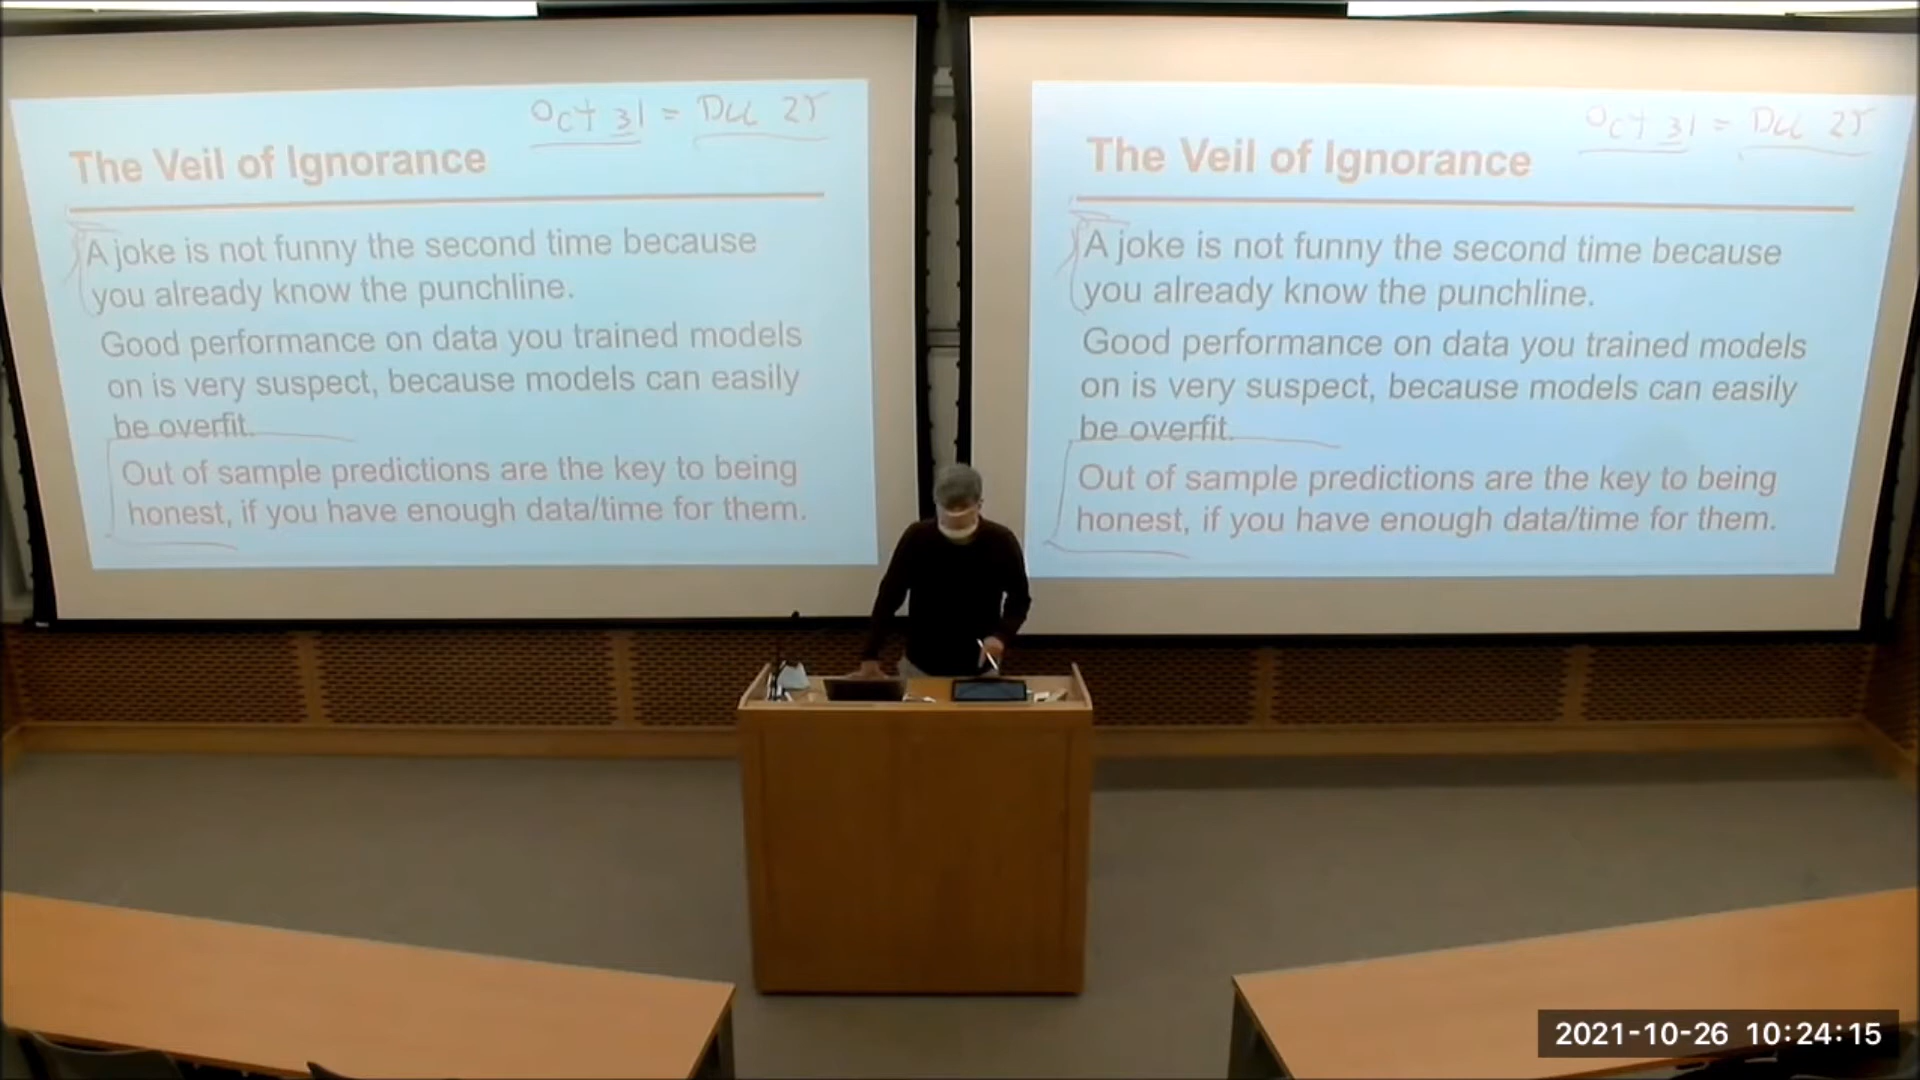 Oct 31 = Dec 25
The Veil of Ignorance
A joke is not funny the second time because
you already know the punchline.
Good performance on data you trained models
on is very suspect, because models can easily
be overfit.
Out of sample predictions are the key to being
honest, if you have enough data/time for them.
Oct 31 = Dec 25
The Veil of Ignorance
A joke is not funny the second time because
you already know the punchline.
Good performance on data you trained models
on is very suspect, because models can easily
be overfit.
Out of sample predictions are the key to being
honest, if you have enough data/time for them.
2021-10-26 10:24:15